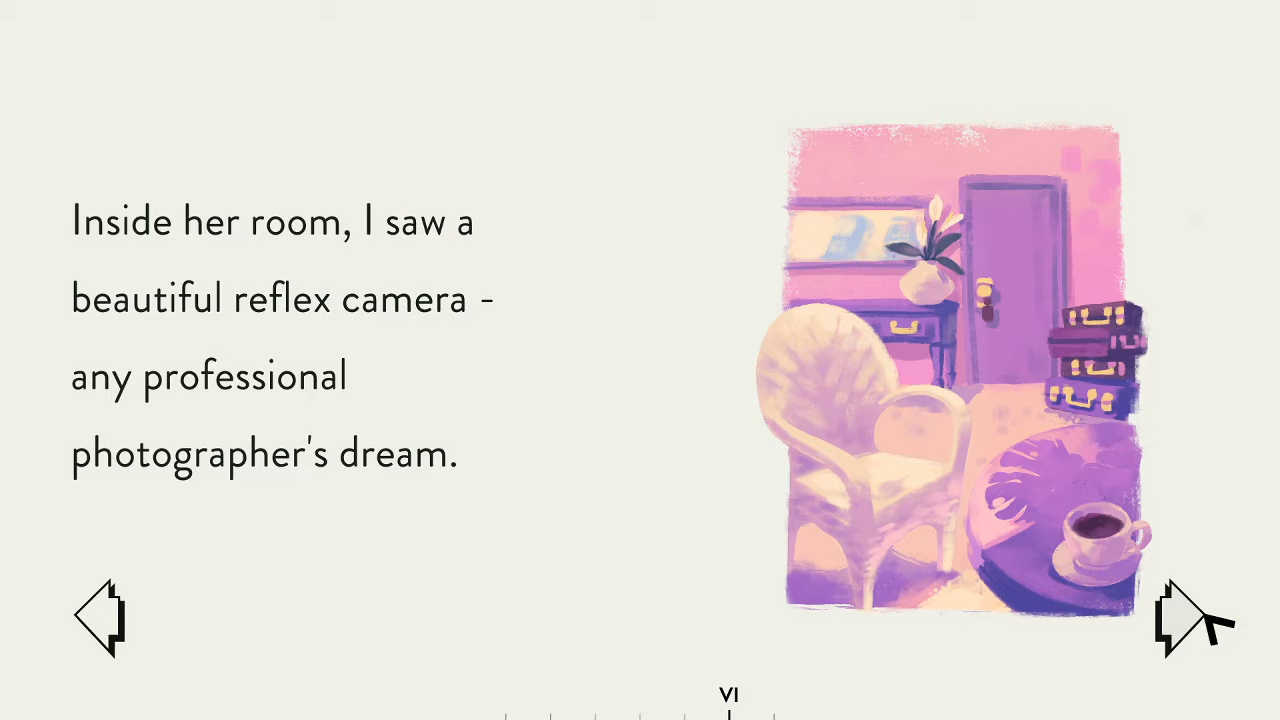 Inside her room, I saw a
beautiful reflex camera -
any professional
photographer's dream.
VI